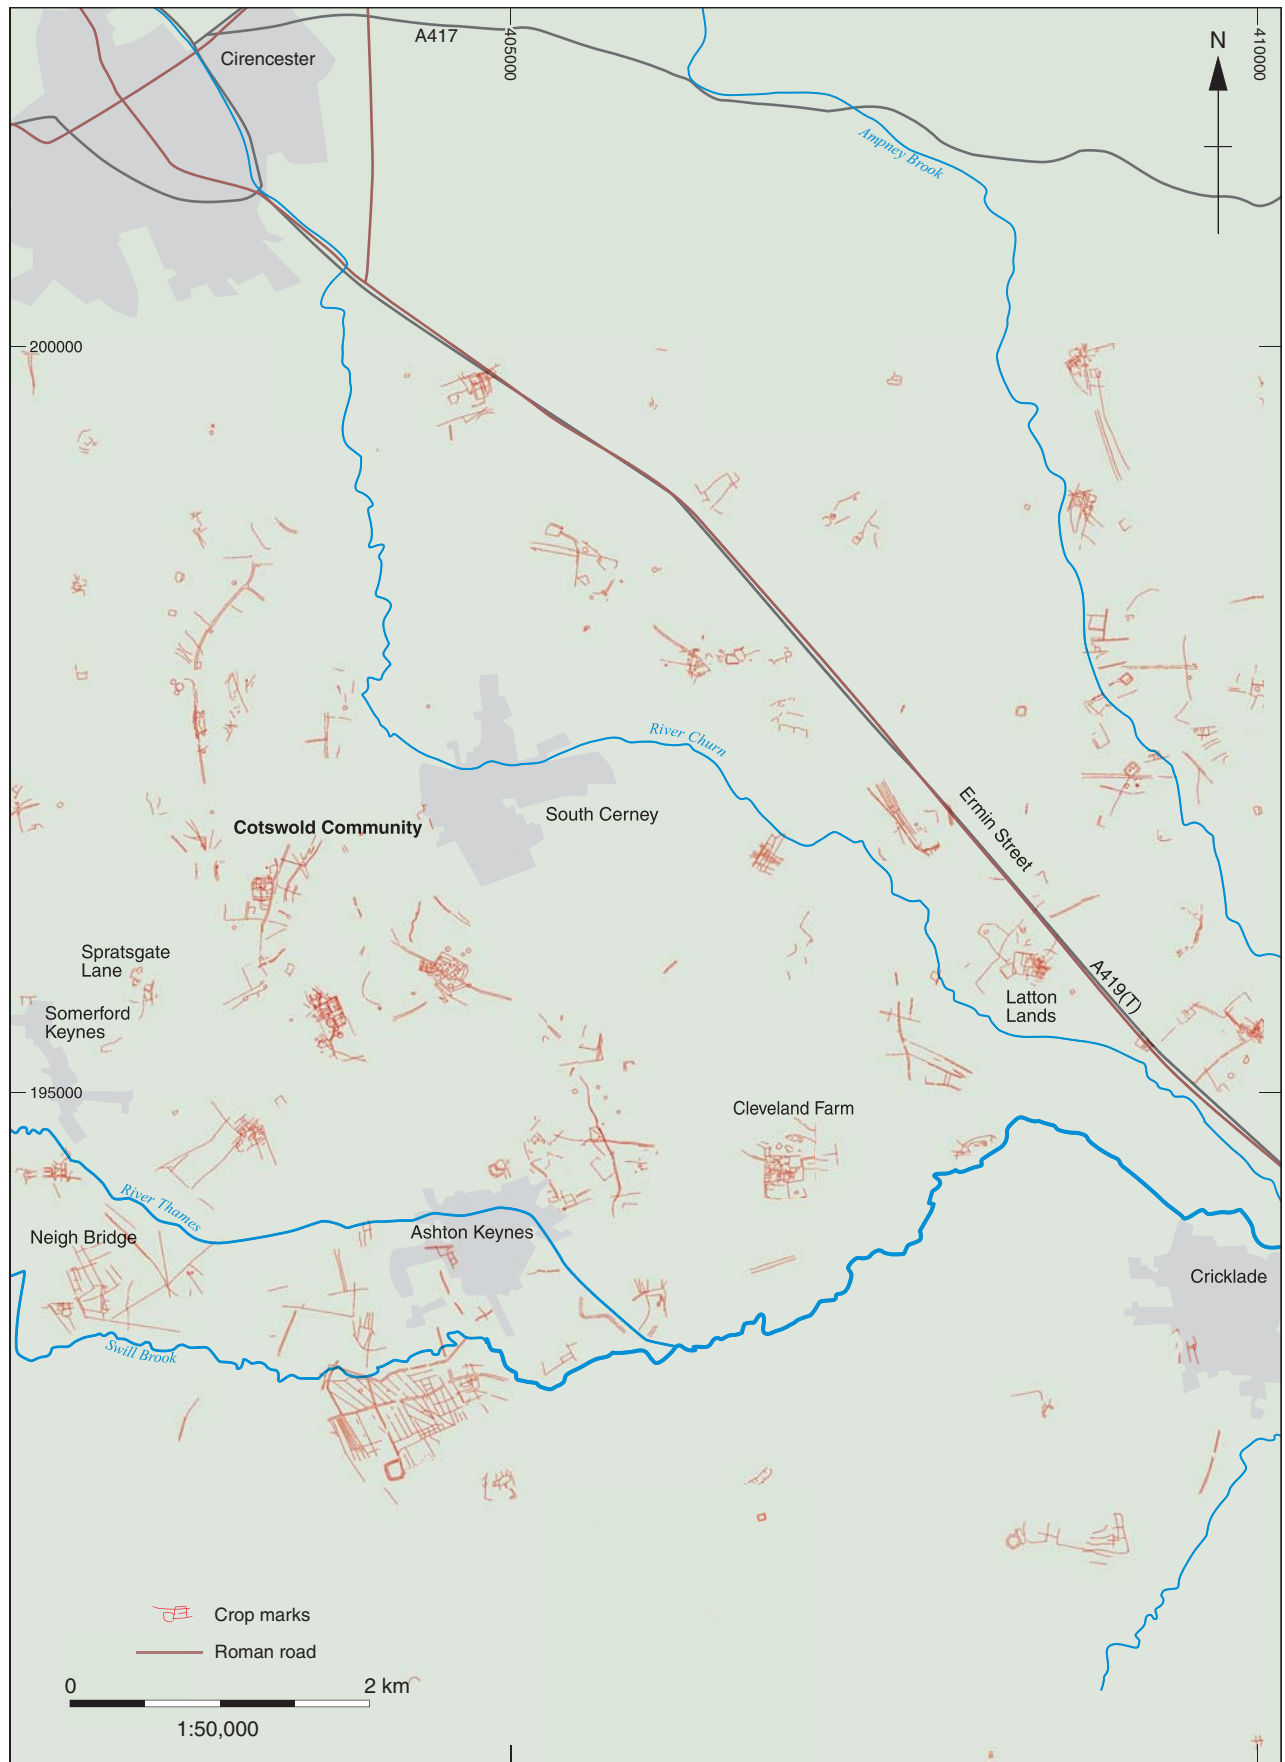 A417
405000
410000
N
Cirencester
Ampney Brook
200000
River Churn
South Cerney
Cotswold Community
Ermin Street
Spratsgate
Lane
A419(T)
Latton
Lands
Somerford
Keynes
195000
Cleveland Farm
River Thames
Neigh Bridge
Ashton Keynes
Cricklade
Swill Brook
Crop marks
Roman road
0 2 km
1:50,000